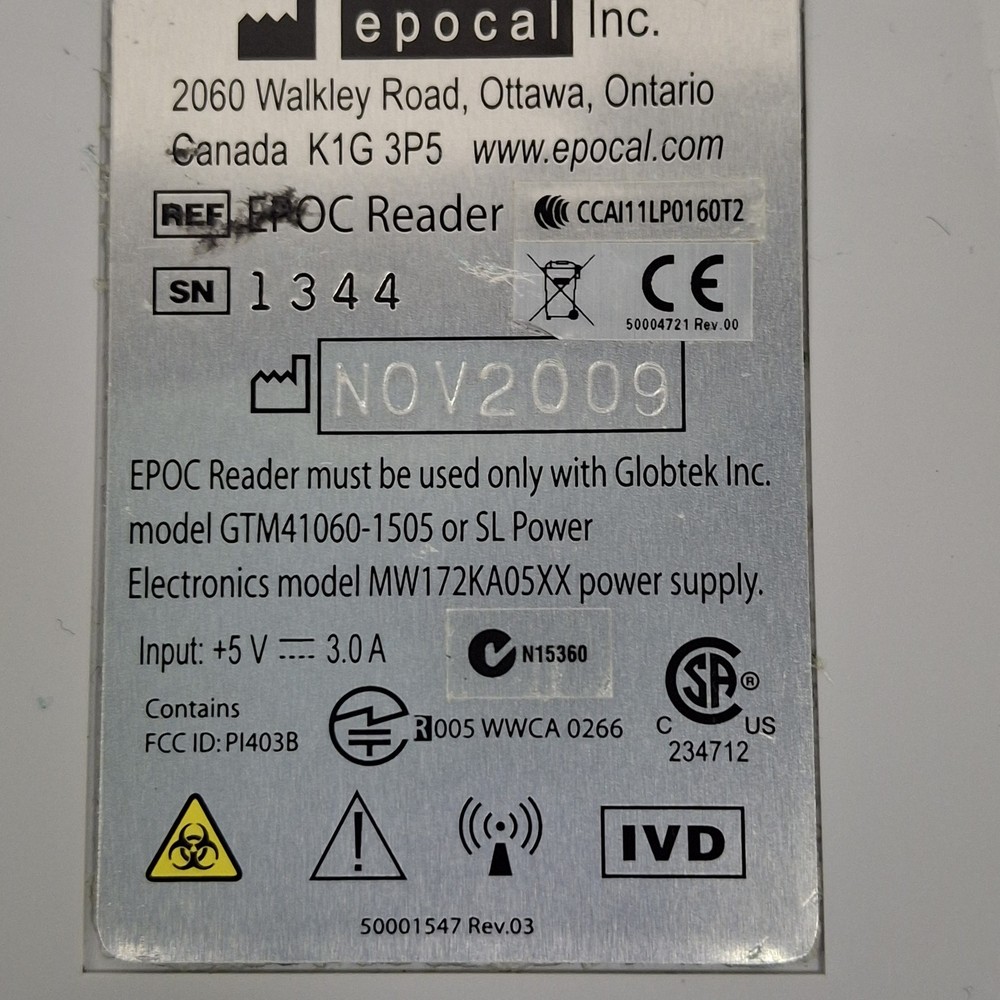 epocal Inc.
2060 Walkley Road, Ottawa, Ontario
Canada K1G 3P5 www.epocal.com
REF EPOC Reader CCAI11LP0160T2
SN 1344 CE
50004721 Rev.00
NOV2009
EPOC Reader must be used only with Globtek Inc.
model GTM41060-1505 or SL Power
Electronics model MW172KA05XX power supply.
Input: +5 V 3.0 A N15360
Contains
FCC ID: PI403B
R 005 WWCA 0266
CSA ®
C US
234712
IVD
50001547 Rev.03